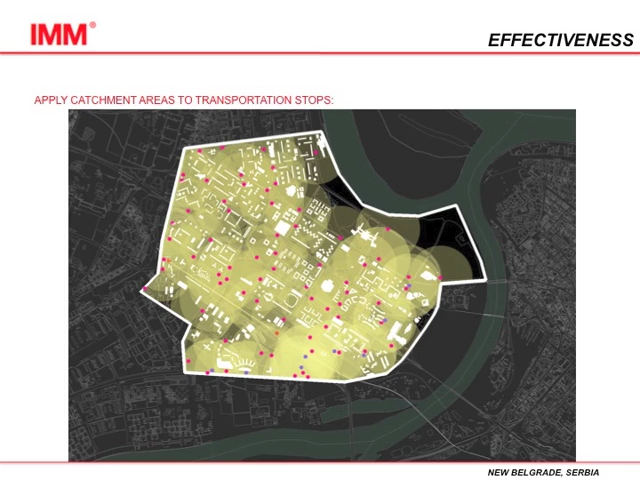 IMM®
EFFECTIVENESS
APPLY CATCHMENT AREAS TO TRANSPORTATION STOPS:
NEW BELGRADE, SERBIA